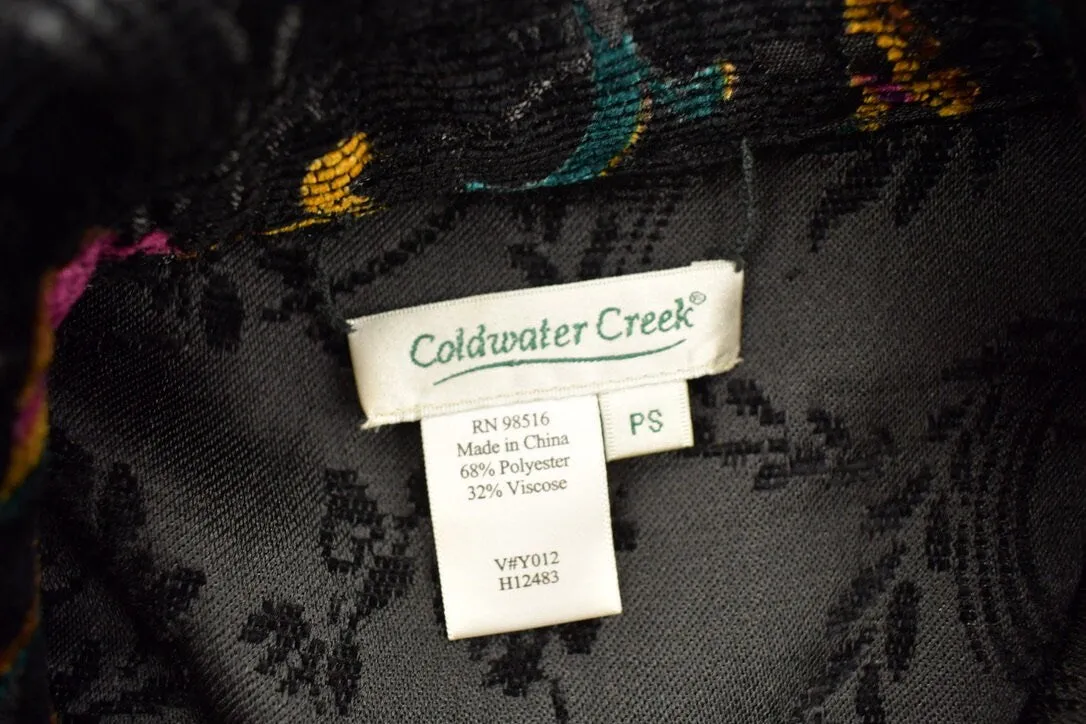 Coldwater Creek®
PS
RN 98516
Made in China
68% Polyester
32% Viscose
V#Y012
H12483